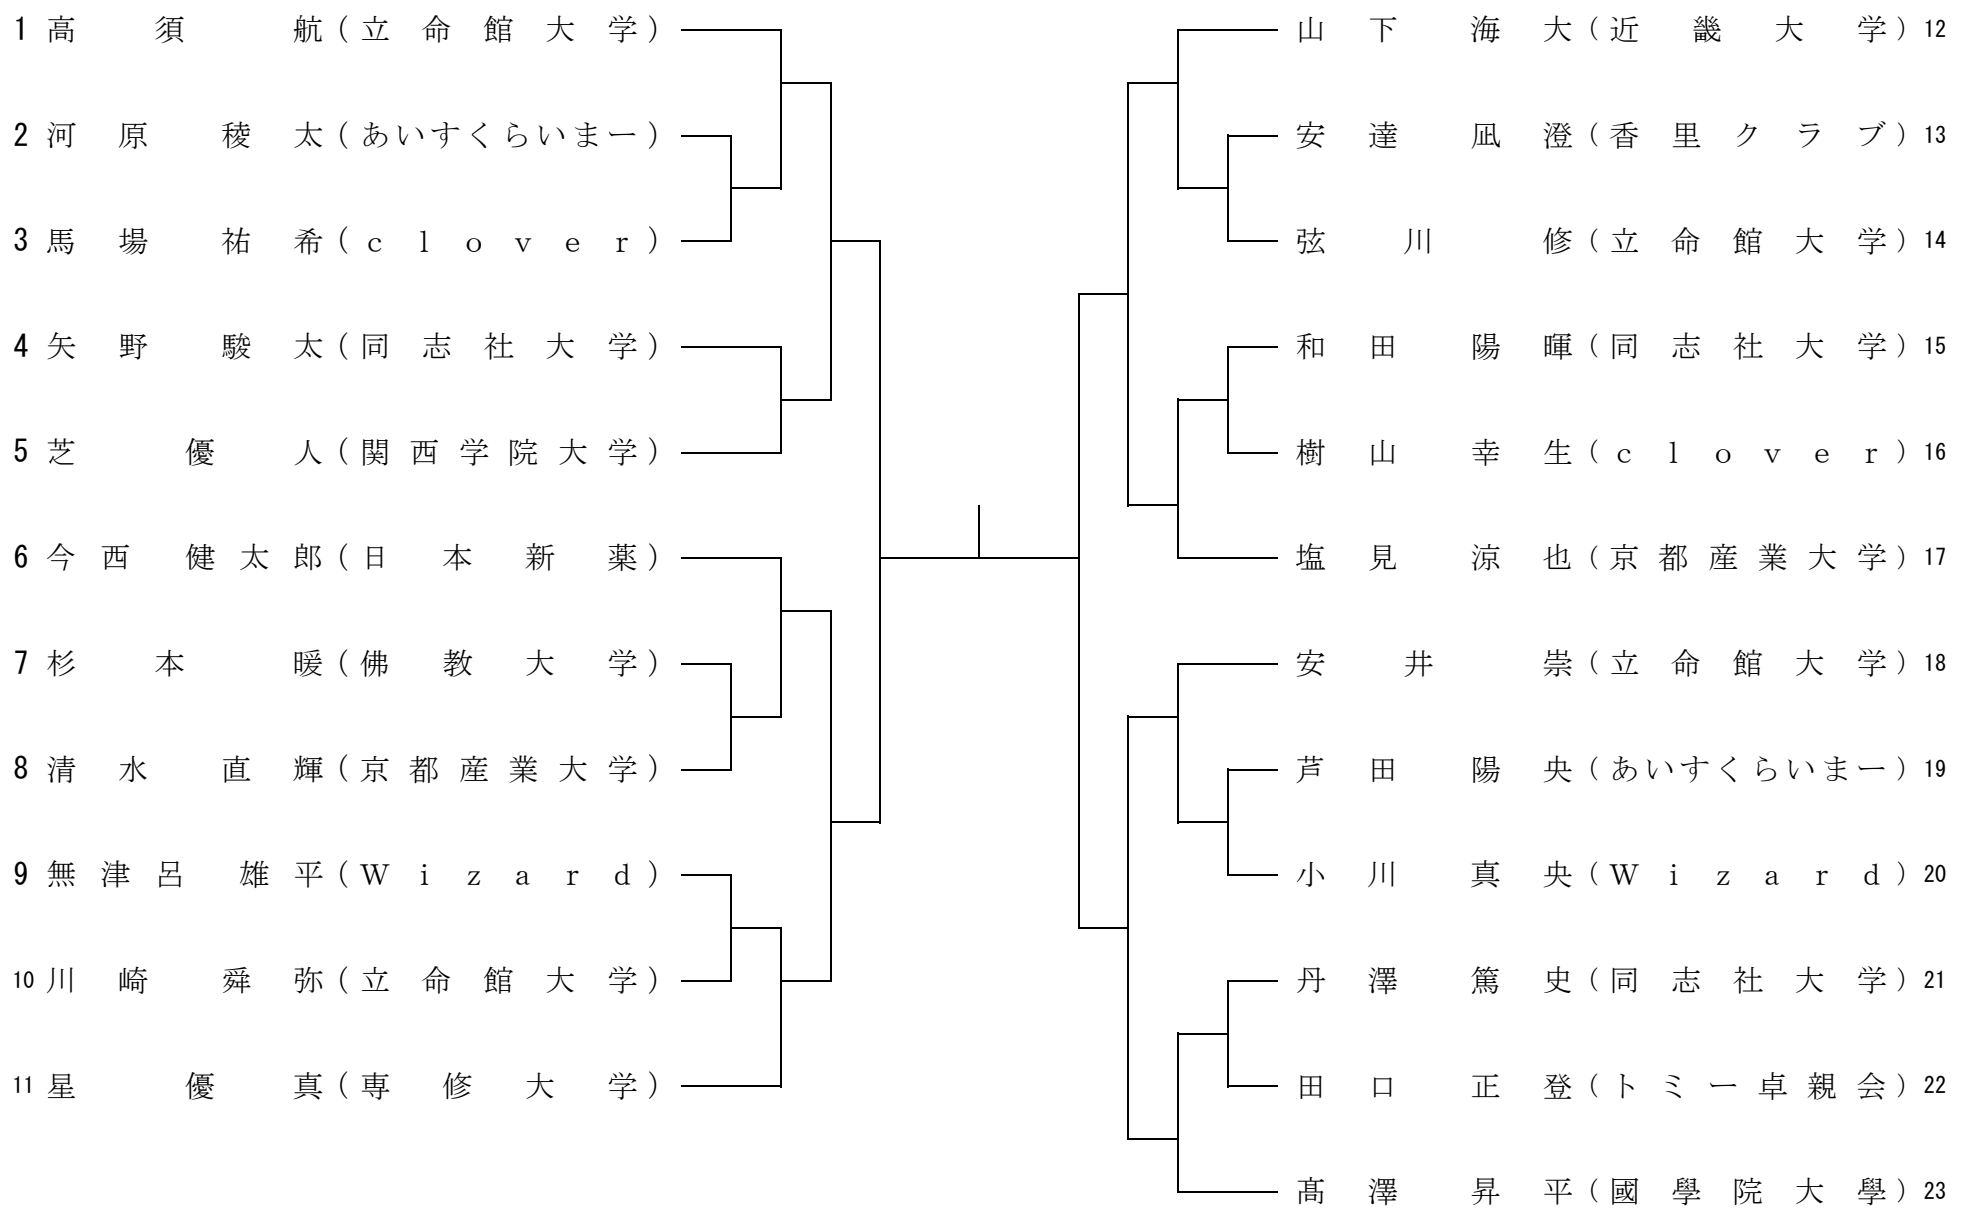 1 高須航(立命館大学)
2 河原稜太(あいすくらいまー)
3 馬場祐希(clover)
4 矢野駿太(同志社大学)
5 芝優人(関西学院大学)
6 今西健太郎(日本新薬)
7 杉本暖(佛教大学)
8 清水直輝(京都産業大学)
9 無津呂雄平(Wizard)
10 川崎舜弥(立命館大学)
11 星優真(専修大学)
山下海大(近畿大学) 12
安達凪澄(香里クラブ) 13
弦川修(立命館大学) 14
和田陽暉(同志社大学) 15
樹山幸生(clover) 16
塩見涼也(京都産業大学) 17
安井崇(立命館大学) 18
芦田陽央(あいすくらいまー) 19
小川真央(Wizard) 20
丹澤篤史(同志社大学) 21
田口正登(トミー卓親会) 22
髙澤昇平(國學院大學) 23